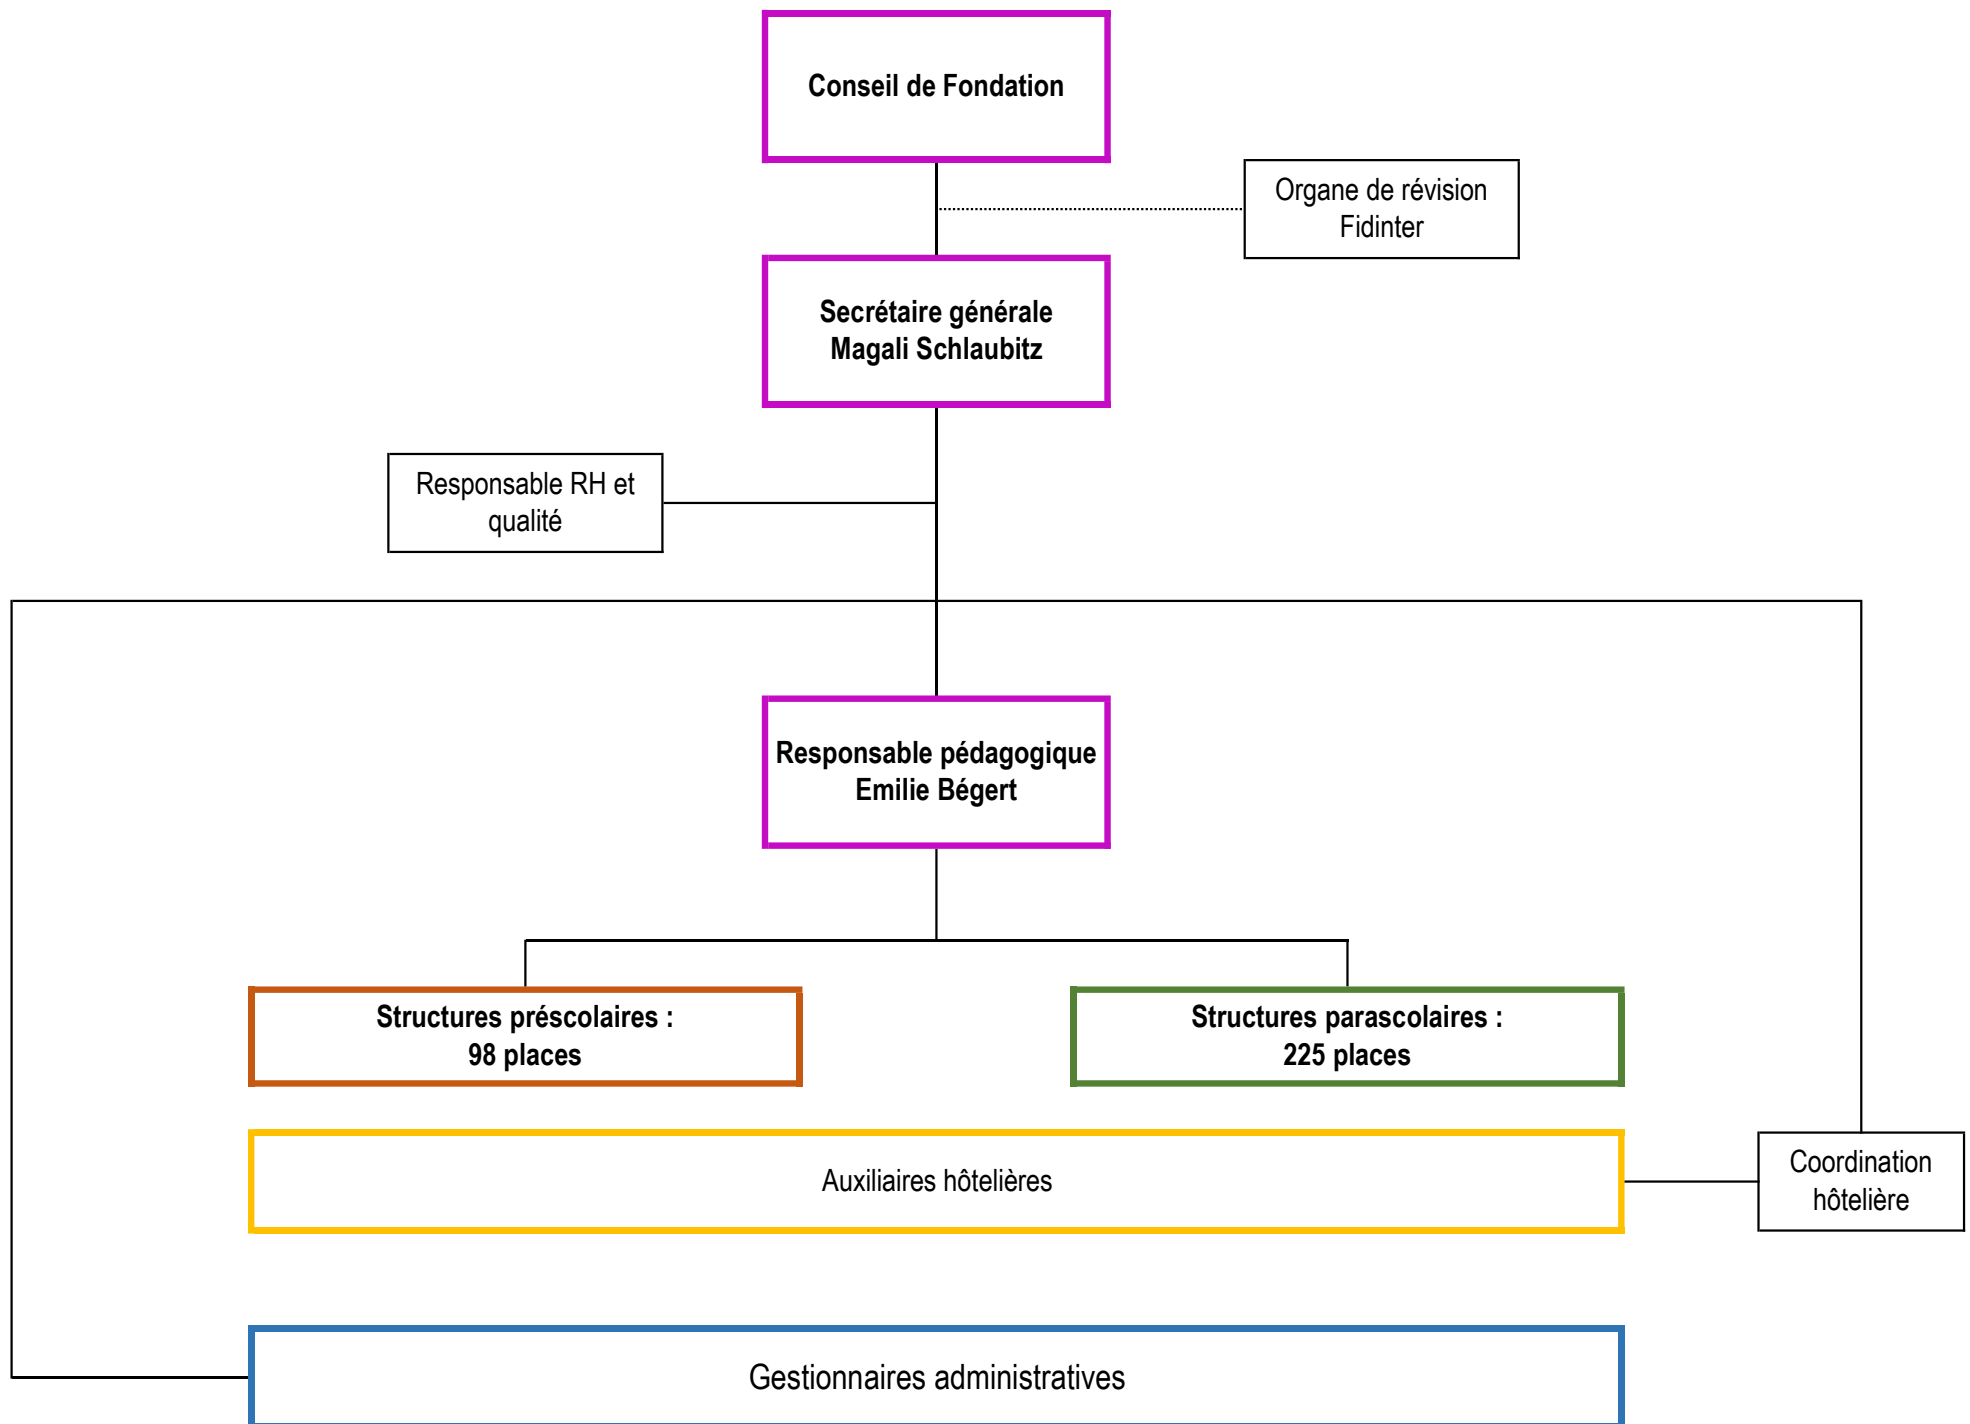 Conseil de Fondation
Organe de révision
Fidinter
Secrétaire générale
Magali Schlaubitz
Responsable RH et
qualité
Responsable pédagogique
Emilie Bégert
Structures préscolaires :
98 places
Structures parascolaires :
225 places
Auxiliaires hôtelières
Coordination
hôtelière
Gestionnaires administratives